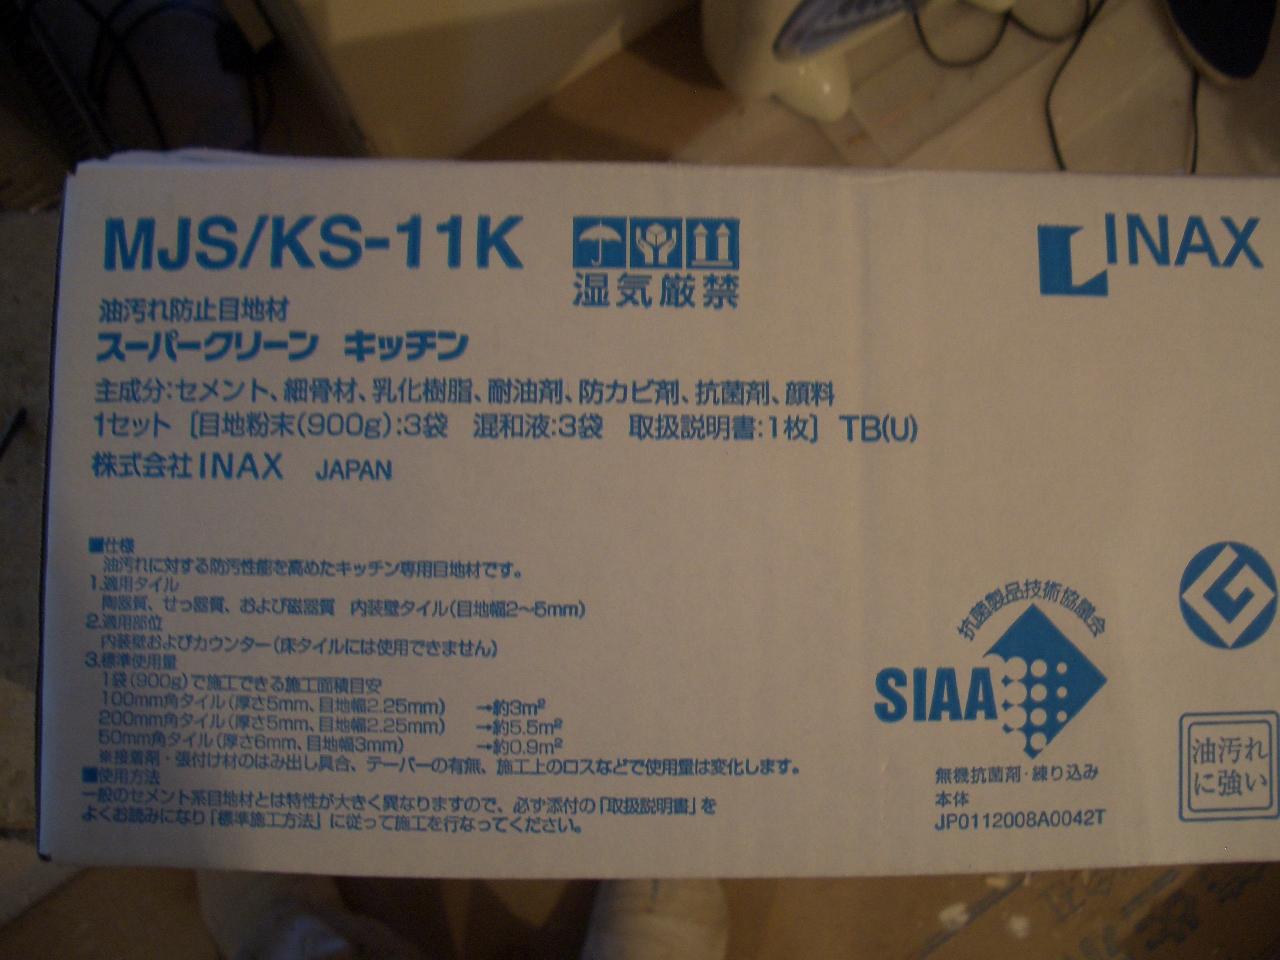 MJS/KS-11K
湿気厳禁
INAX
油汚れ防止目地材
スーパークリーン キッチン
主成分:セメント、細骨材、乳化樹脂、耐油剤、防カビ剤、抗菌剤、顔料
1セット [目地粉末(900g):3袋 混和液:3袋 取扱説明書:1枚] TB(U)
株式会社INAX JAPAN
■仕様
油汚れに対する防汚性能を高めたキッチン専用目地材です。
1.適用タイル
陶器質、せっ器質、および磁器質 内装壁タイル(目地幅2~5mm)
2.適用部位
内装壁およびカウンター(床タイルには使用できません)
3.標準使用量
1袋(900g)で施工できる施工面積目安
100mm角タイル(厚さ5mm、目地幅2.25mm) →約3m²
200mm角タイル(厚さ5mm、目地幅2.25mm) →約5.5m²
50mm角タイル(厚さ6mm、目地幅3mm) →約0.9m²
※接着剤・張付け材のはみ出し具合、テーパーの有無、施工上のロスなどで使用量は変化します。
■使用方法
一般のセメント系目地材とは特性が大きく異なりますので、必ず添付の「取扱説明書」を
よくお読みになり「標準施工方法」に従って施工を行なってください。
抗菌製品技術協議会
SIAA
無機抗菌剤・練り込み
本体
JP0112008A0042T
油汚れ
に強い